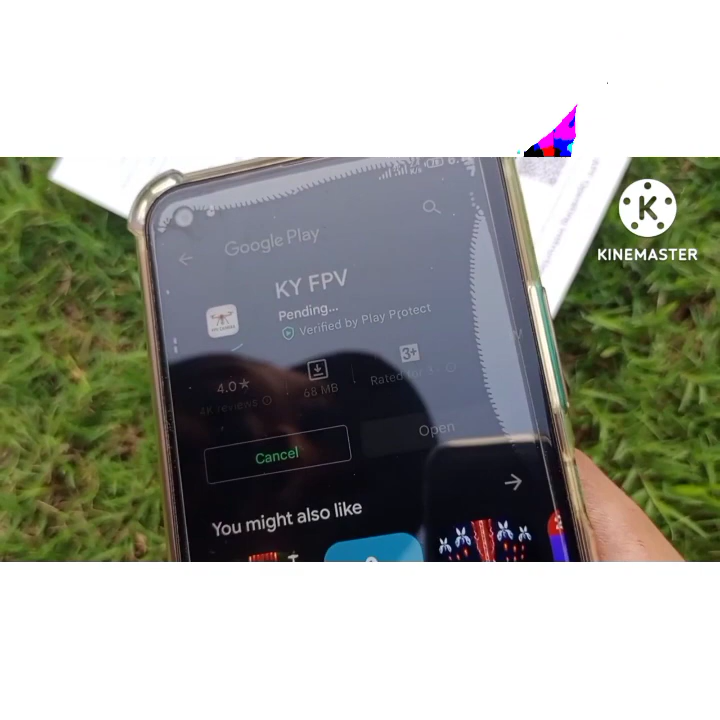 Google Play
KY FPV
Pending...
Verified by Play Protect
4.0★
4K reviews
68 MB
3+
Rated for 3+
Cancel
Open
You might also like
K
KINEMASTER